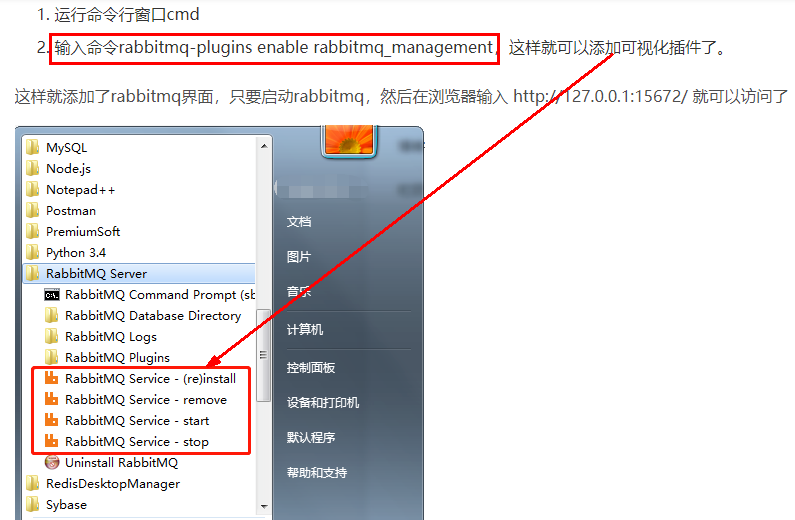 1. 运行命令行窗口cmd
2. 输入命令rabbitmq-plugins enable rabbitmq_management，这样就可以添加可视化插件了。
这样就添加了rabbitmq界面，只要启动rabbitmq，然后在浏览器输入 http://127.0.0.1:15672/ 就可以访问了
MySQL
Node.js
Notepad++
Postman
PremiumSoft
Python 3.4
RabbitMQ Server
RabbitMQ Command Prompt (sb
RabbitMQ Database Directory
RabbitMQ Logs
RabbitMQ Plugins
RabbitMQ Service - (re)install
RabbitMQ Service - remove
RabbitMQ Service - start
RabbitMQ Service - stop
Uninstall RabbitMQ
RedisDesktopManager
Sybase
文档
图片
音乐
计算机
控制面板
设备和打印机
默认程序
帮助和支持